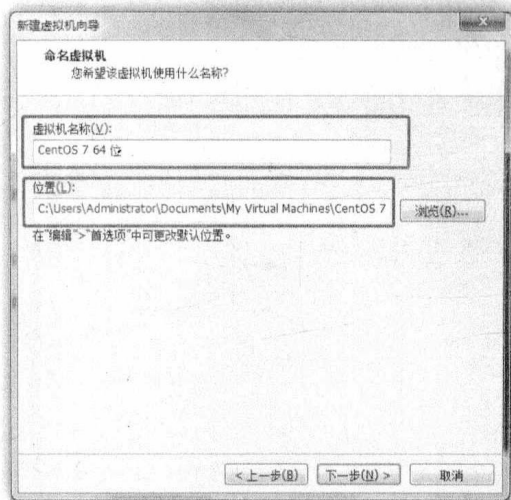 新建虚拟机向导
命名虚拟机
您希望该虚拟机使用什么名称?
虚拟机名称(V):
CentOS 7 64 位
位置(L):
C:\Users\Administrator\Documents\My Virtual Machines\CentOS 7
浏览(R)...
在"编辑">"首选项"中可更改默认位置。
< 上一步(B)
下一步(N) >
取消